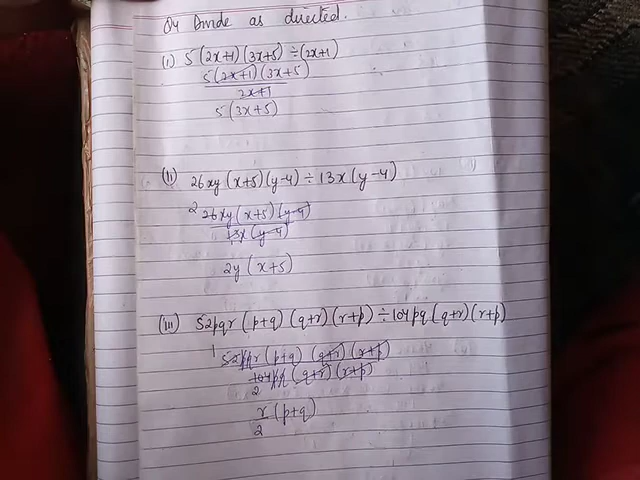 Q4 Divide as directed.
(i) 5(2x+1)(3x+5)÷(2x+1)
5(2x+1)(3x+5)
2x+1
5(3x+5)
(ii) 26xy(x+5)(y-4)÷13x(y-4)
2 26xy(x+5)(y-4)
13x(y-4)
2y(x+5)
(iii) 52pqr(p+q)(q+r)(r+p)÷104pq(q+r)(r+p)
1 52pqr(p+q)(q+r)(r+p)
104pq(q+r)(r+p)
2
r(p+q)
2